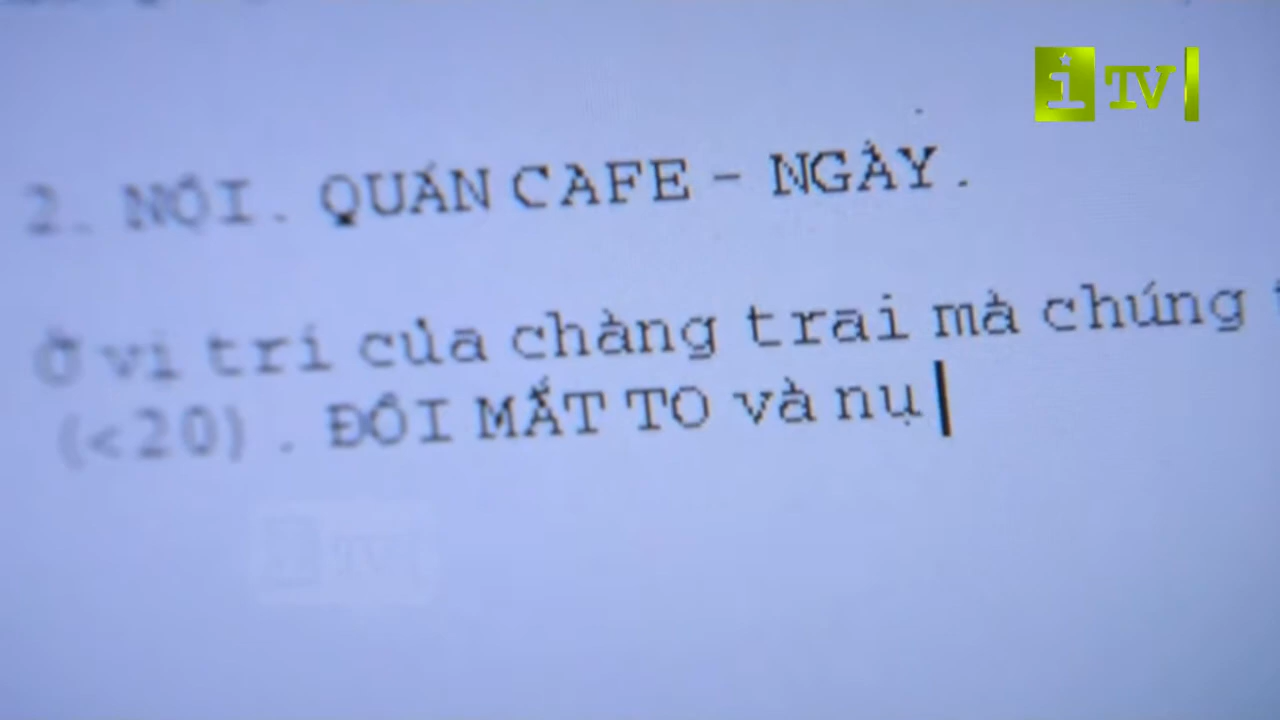 iTV
2. NỘI. QUÁN CAFE - NGÀY.
Ở vị trí của chàng trai mà chúng
(<20). ĐÔI MẮT TO và nụ